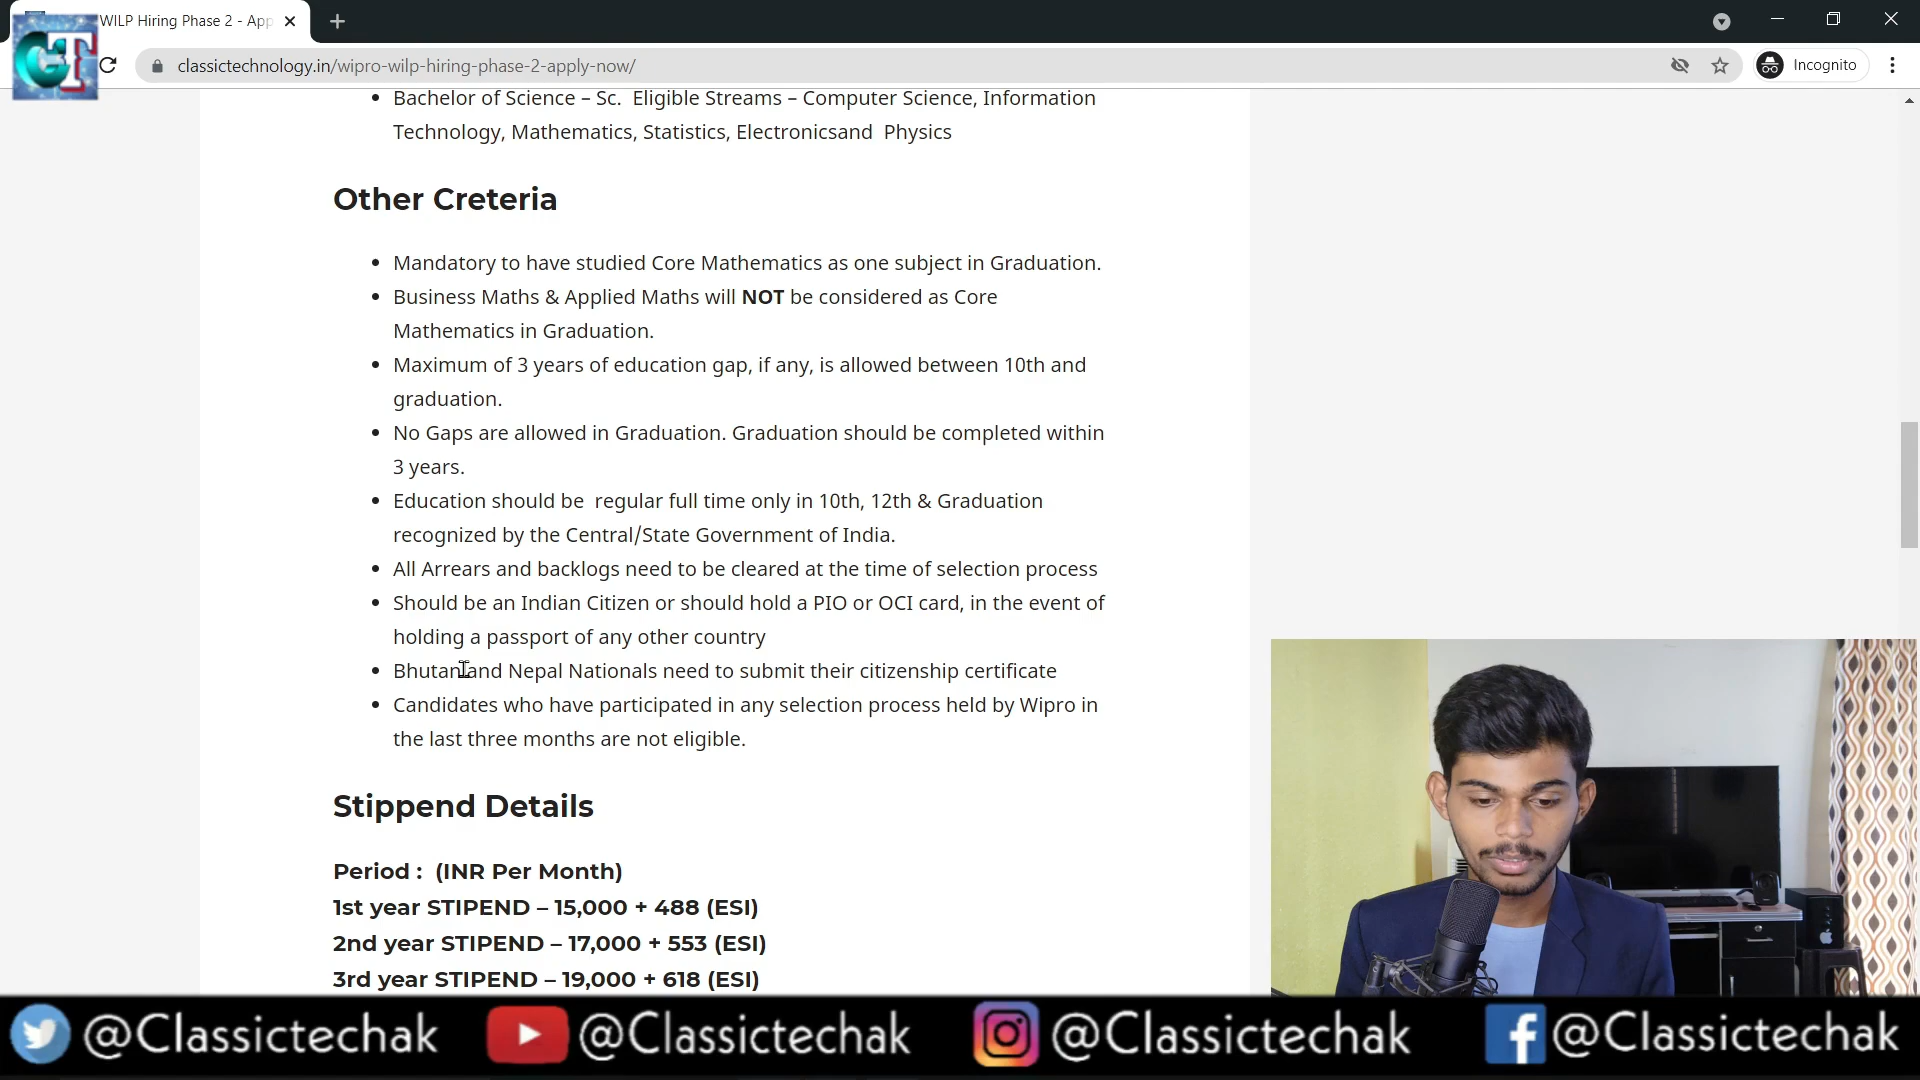 WILP Hiring Phase 2 - App
CT
classictechnology.in/wipro-wilp-hiring-phase-2-apply-now/
Incognito
Bachelor of Science – Sc.  Eligible Streams – Computer Science, Information
Technology, Mathematics, Statistics, Electronicsand  Physics
Other Creteria
Mandatory to have studied Core Mathematics as one subject in Graduation.
Business Maths & Applied Maths will NOT be considered as Core
Mathematics in Graduation.
Maximum of 3 years of education gap, if any, is allowed between 10th and
graduation.
No Gaps are allowed in Graduation. Graduation should be completed within
3 years.
Education should be  regular full time only in 10th, 12th & Graduation
recognized by the Central/State Government of India.
All Arrears and backlogs need to be cleared at the time of selection process
Should be an Indian Citizen or should hold a PIO or OCI card, in the event of
holding a passport of any other country
Bhutan and Nepal Nationals need to submit their citizenship certificate
Candidates who have participated in any selection process held by Wipro in
the last three months are not eligible.
Stippend Details
Period :  (INR Per Month)
1st year STIPEND – 15,000 + 488 (ESI)
2nd year STIPEND – 17,000 + 553 (ESI)
3rd year STIPEND – 19,000 + 618 (ESI)
@Classictechak @Classictechak @Classictechak @Classictechak